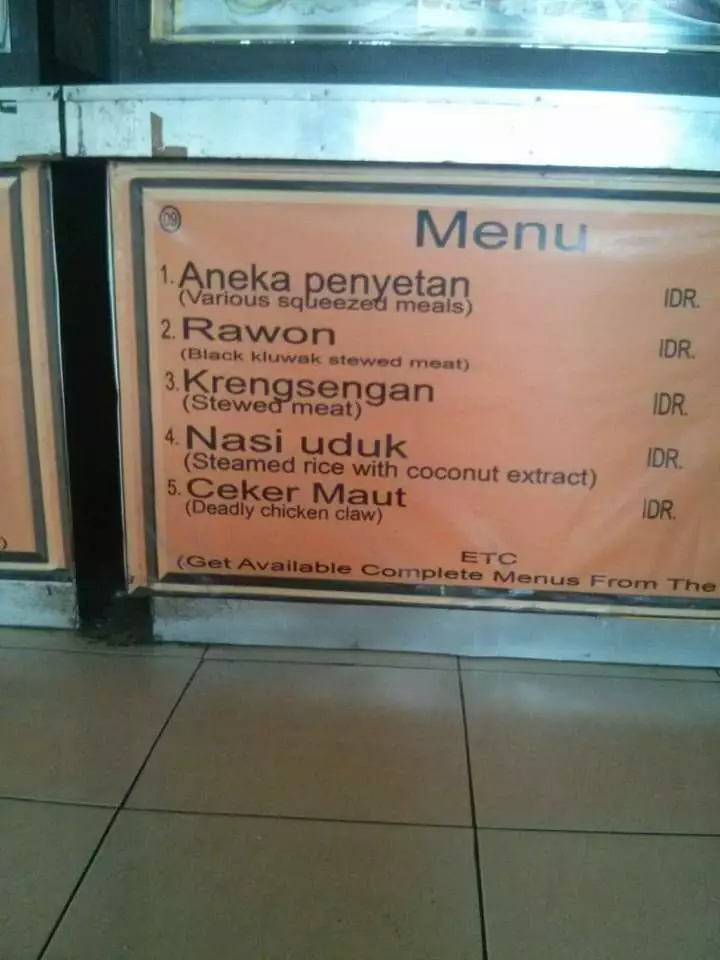 09
Menu
1. Aneka penyetan IDR.
(Various squeezed meals)
2. Rawon IDR.
(Black kluwak stewed meat)
3. Krengsengan IDR.
(Stewed meat)
4. Nasi uduk IDR.
(Steamed rice with coconut extract)
5. Ceker Maut IDR.
(Deadly chicken claw)
ETC
(Get Available Complete Menus From The